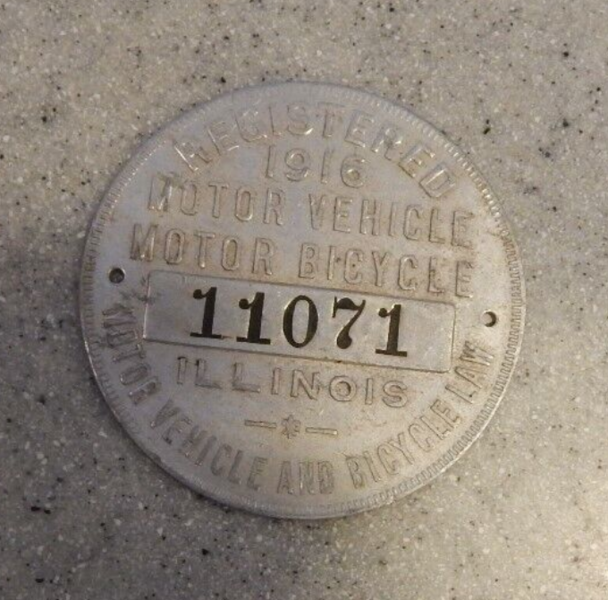 REGISTERED
1916
MOTOR VEHICLE
MOTOR BICYCLE
11071
ILLINOIS
MOTOR VEHICLE AND BICYCLE LAW